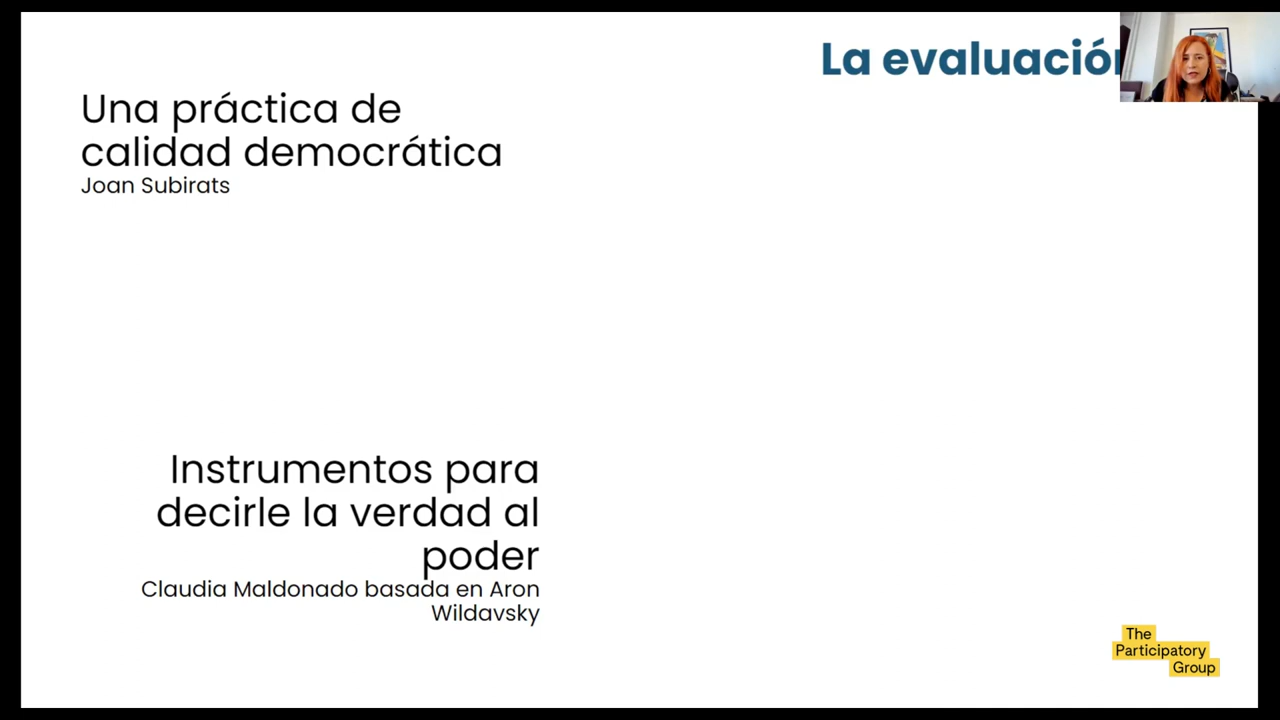 La evaluación
Una práctica de
calidad democrática
Joan Subirats
Instrumentos para
decirle la verdad al
poder
Claudia Maldonado basada en Aron
Wildavsky
The
Participatory
Group